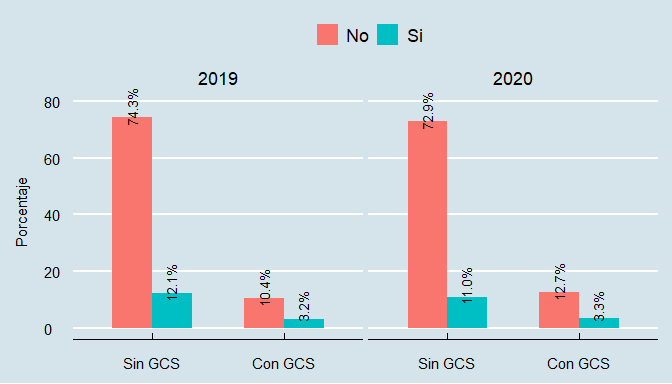 No Si
2019 2020
Porcentaje
80
60
40
20
0
74.3% 12.1% 10.4% 3.2%
72.9% 11.0% 12.7% 3.3%
Sin GCS Con GCS Sin GCS Con GCS